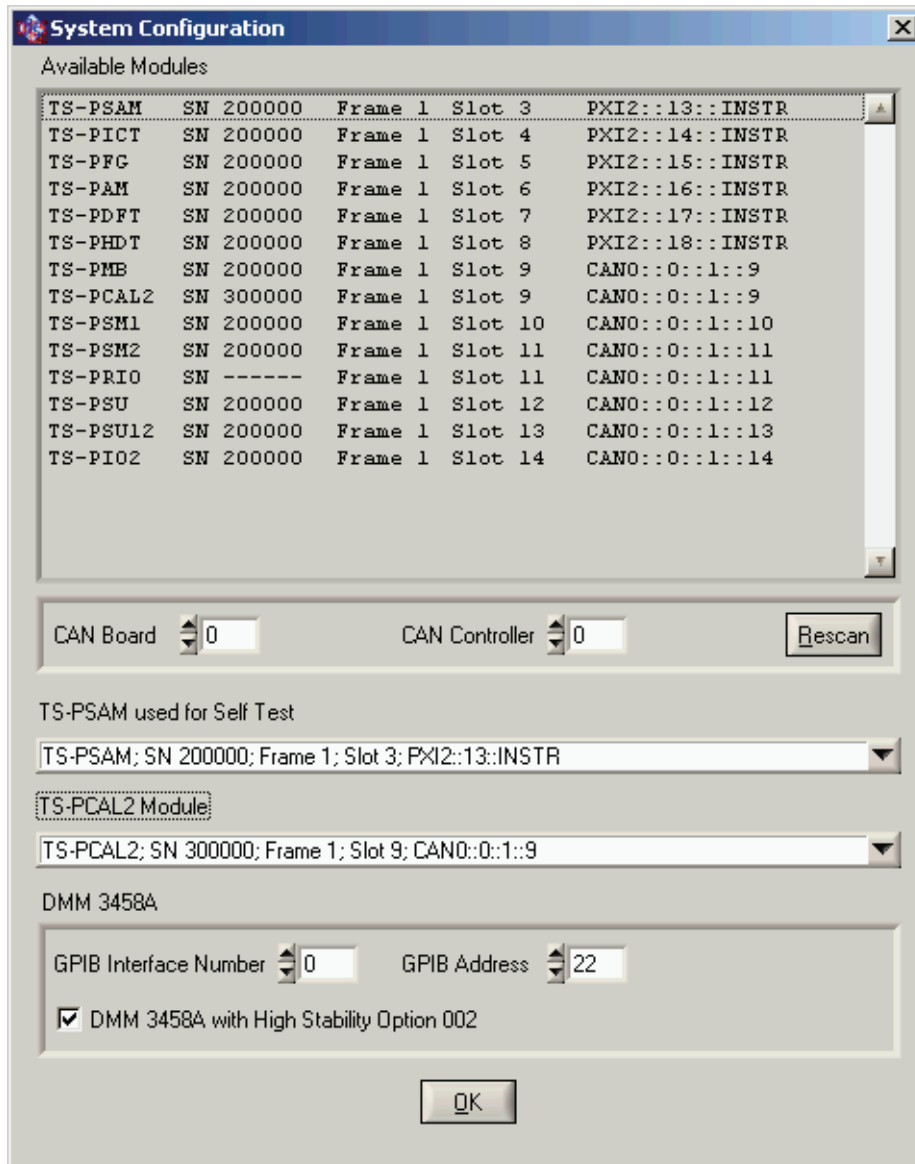 System Configuration
Available Modules
TS-PSAM SN 200000 Frame 1 Slot 3 PXI2::13::INSTR
TS-PICT SN 200000 Frame 1 Slot 4 PXI2::14::INSTR
TS-PFG SN 200000 Frame 1 Slot 5 PXI2::15::INSTR
TS-PAM SN 200000 Frame 1 Slot 6 PXI2::16::INSTR
TS-PDFT SN 200000 Frame 1 Slot 7 PXI2::17::INSTR
TS-PHDT SN 200000 Frame 1 Slot 8 PXI2::18::INSTR
TS-PMB SN 200000 Frame 1 Slot 9 CAN0::0::1::9
TS-PCAL2 SN 300000 Frame 1 Slot 9 CAN0::0::1::9
TS-PSM1 SN 200000 Frame 1 Slot 10 CAN0::0::1::10
TS-PSM2 SN 200000 Frame 1 Slot 11 CAN0::0::1::11
TS-PRIO SN ------ Frame 1 Slot 11 CAN0::0::1::11
TS-PSU SN 200000 Frame 1 Slot 12 CAN0::0::1::12
TS-PSU12 SN 200000 Frame 1 Slot 13 CAN0::0::1::13
TS-PIO2 SN 200000 Frame 1 Slot 14 CAN0::0::1::14
CAN Board 0 CAN Controller 0 Rescan
TS-PSAM used for Self Test
TS-PSAM; SN 200000; Frame 1; Slot 3; PXI2::13::INSTR
TS-PCAL2 Module
TS-PCAL2; SN 300000; Frame 1; Slot 9; CAN0::0::1::9
DMM 3458A
GPIB Interface Number 0 GPIB Address 22
DMM 3458A with High Stability Option 002
OK